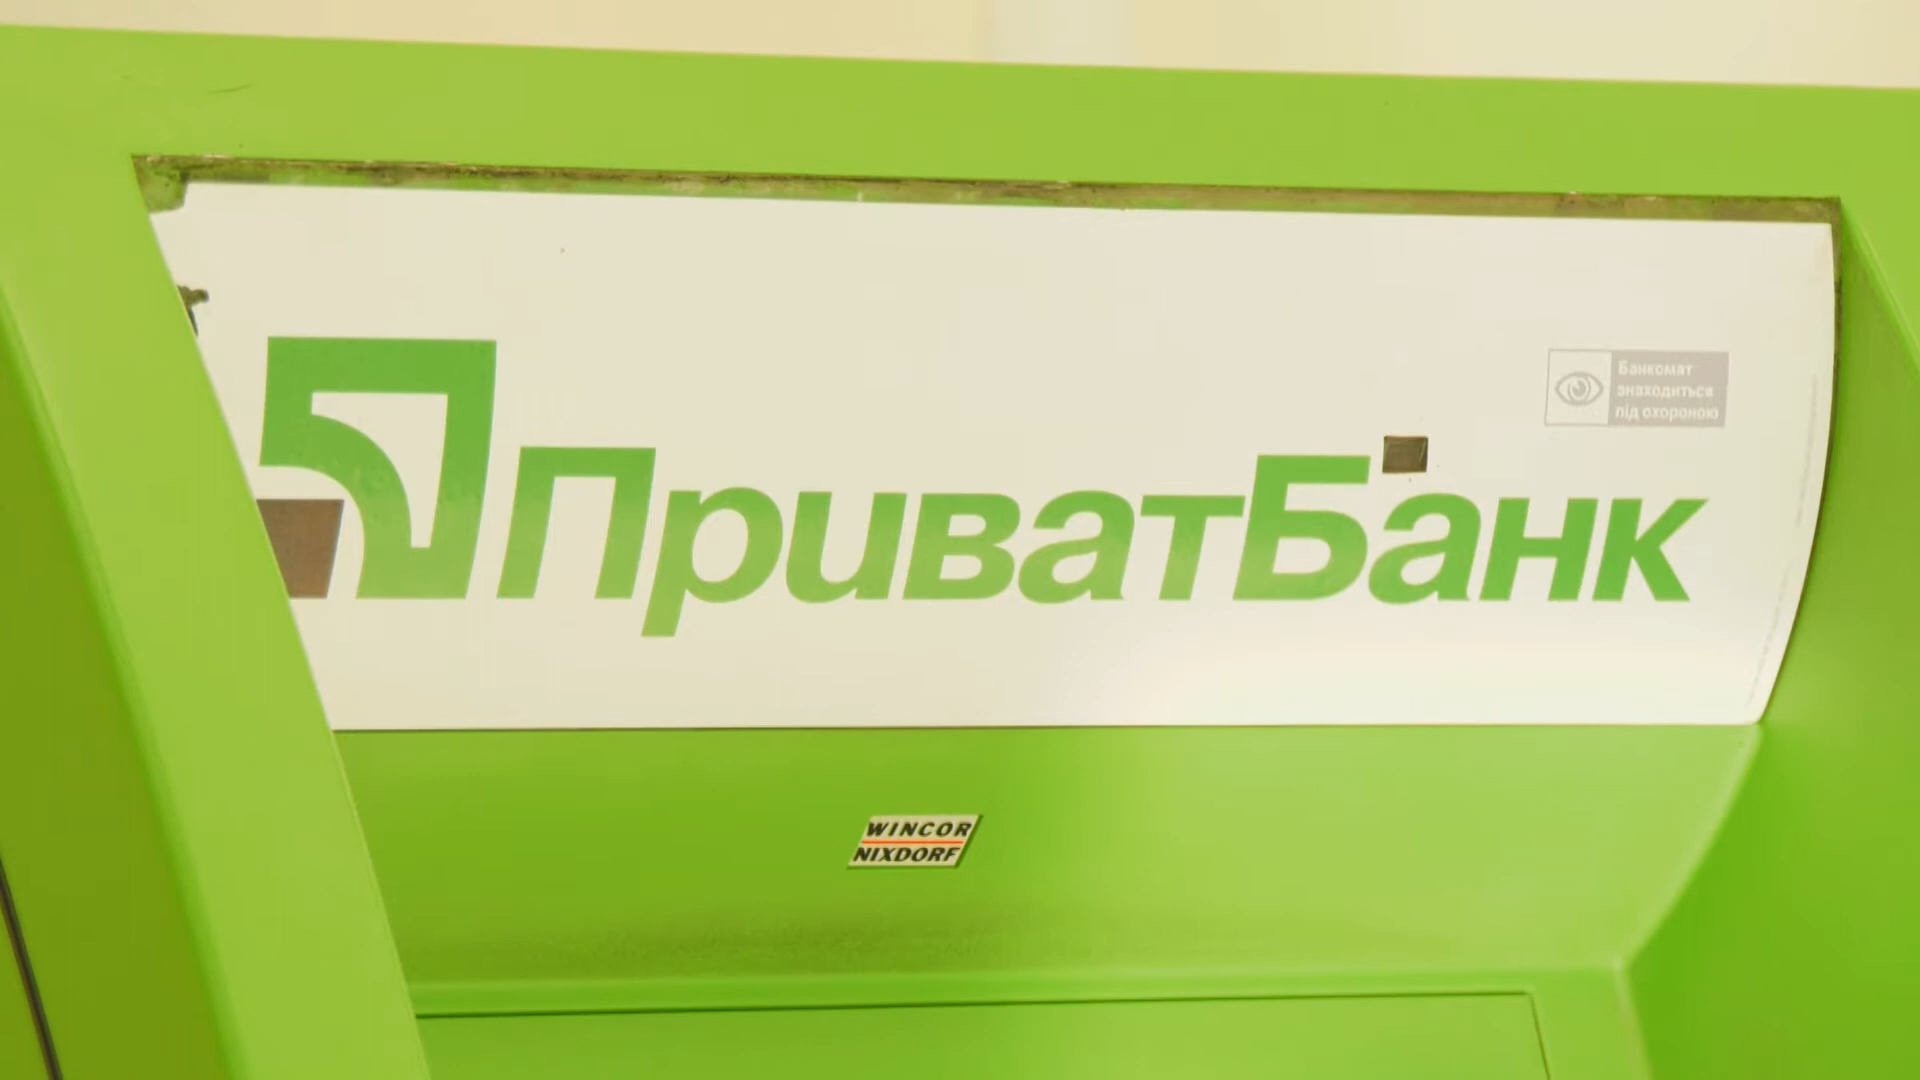 ПриватБанк
Банкомат
знаходиться
під охороною
WINCOR
NIXDORF